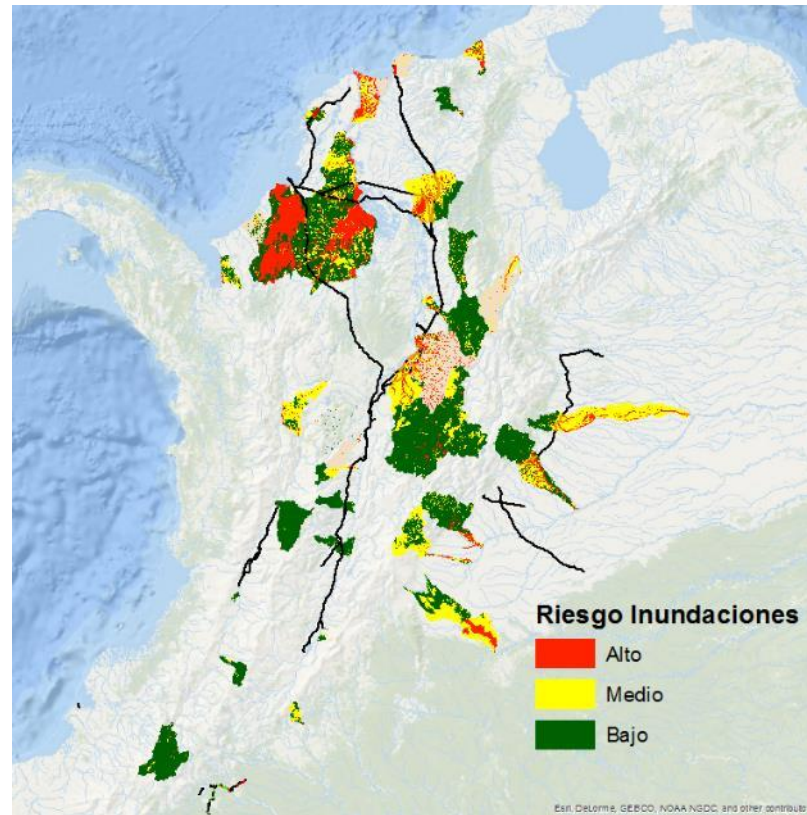 Riesgo Inundaciones
Alto
Medio
Bajo
Esri, DeLorme, GEBCO, NOAA NGDC, and other contributo